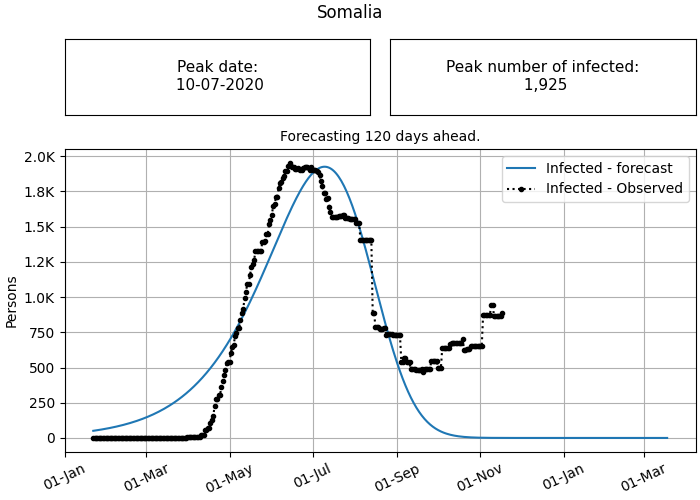 Somalia
Peak date:
10-07-2020
Peak number of infected:
1,925
Forecasting 120 days ahead.
2.0K
1.8K
1.5K
1.2K
1.0K
750
500
250
0
Persons
Infected - forecast
Infected - Observed
01-Jan
01-Mar
01-May
01-Jul
01-Sep
01-Nov
01-Jan
01-Mar